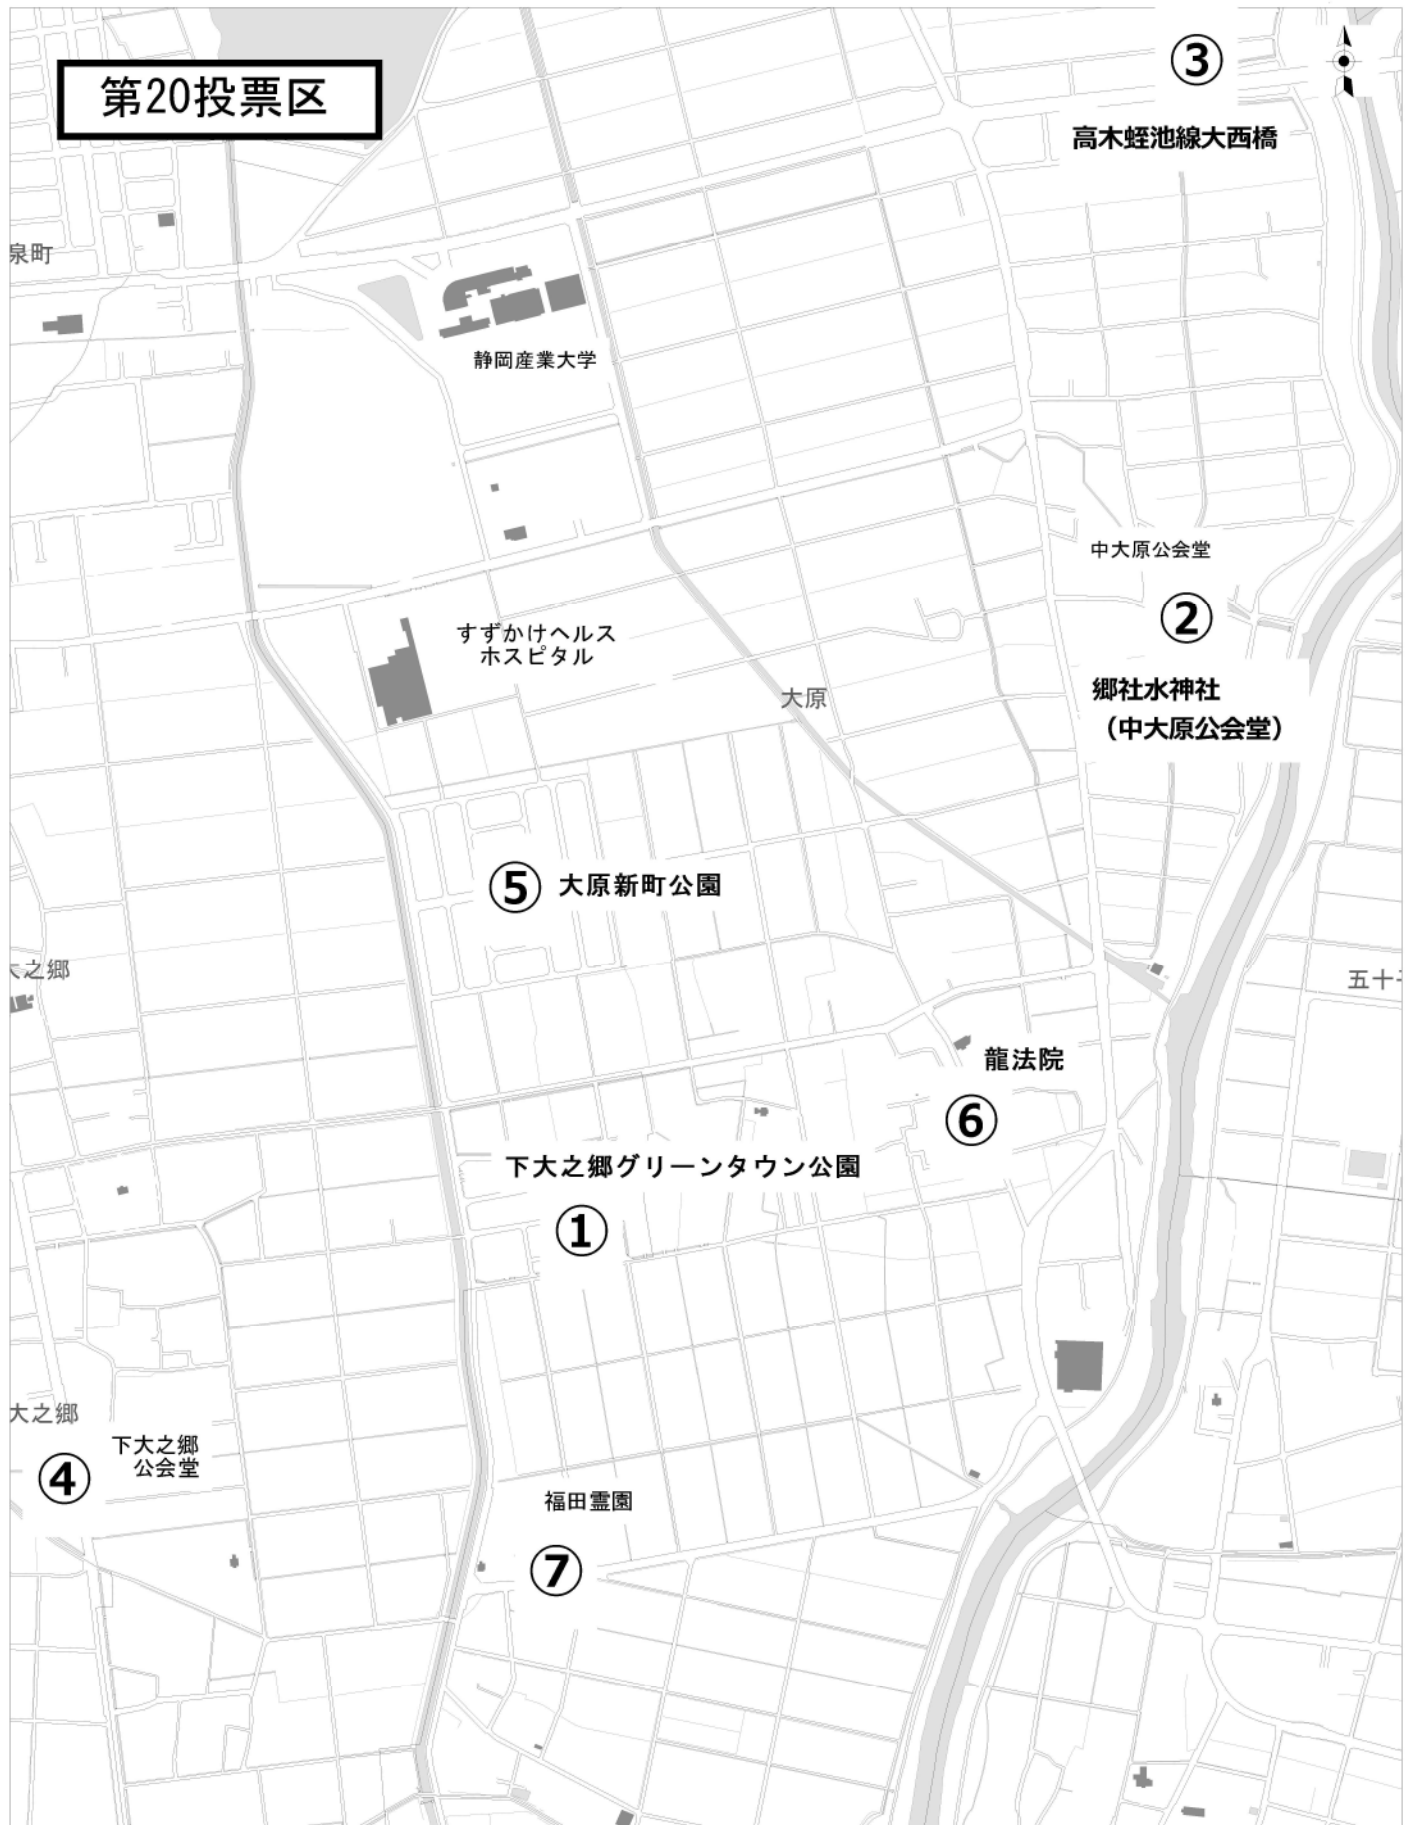 ③
第20投票区
高木蛭池線大西橋
泉町
静岡産業大学
中大原公会堂
②
すずかけヘルス
ホスピタル
郷社水神社
（中大原公会堂）
大原
⑤ 大原新町公園
大之郷
五十
龍法院
⑥
下大之郷グリーンタウン公園
①
大之郷
下大之郷
公会堂
④
福田霊園
⑦